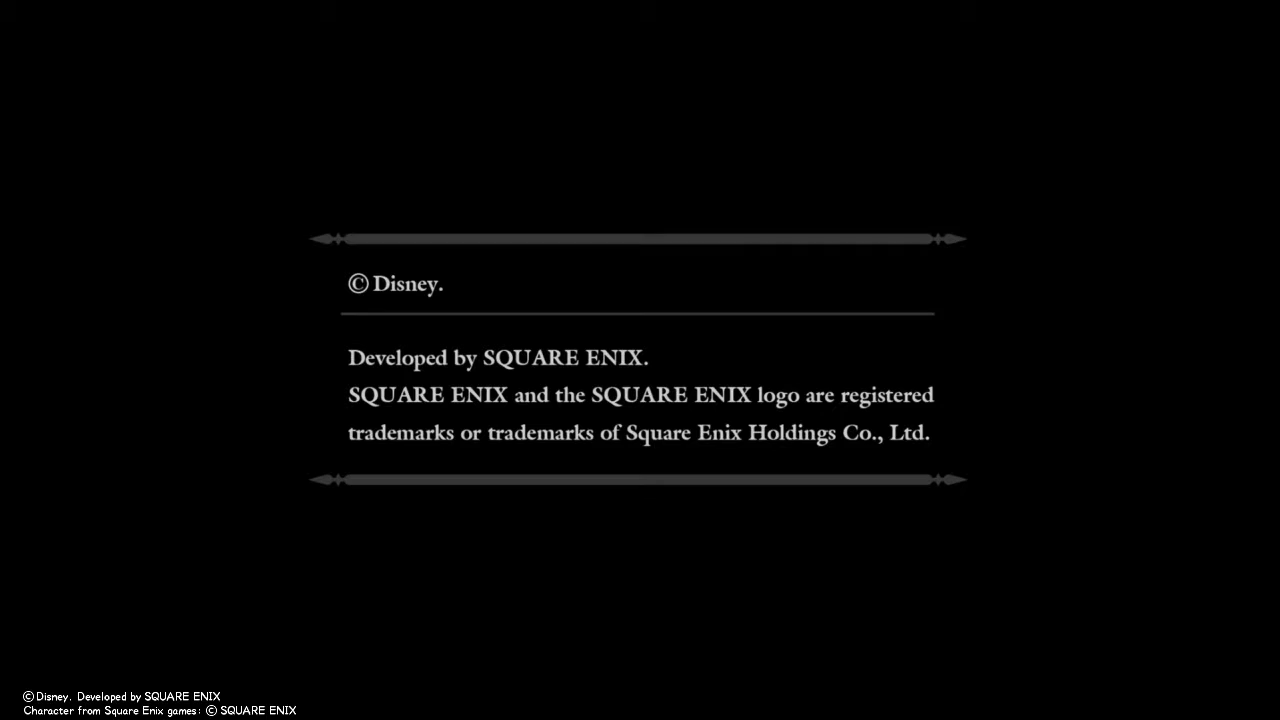 © Disney.
Developed by SQUARE ENIX.
SQUARE ENIX and the SQUARE ENIX logo are registered
trademarks or trademarks of Square Enix Holdings Co., Ltd.
© Disney. Developed by SQUARE ENIX
Character from Square Enix games: © SQUARE ENIX